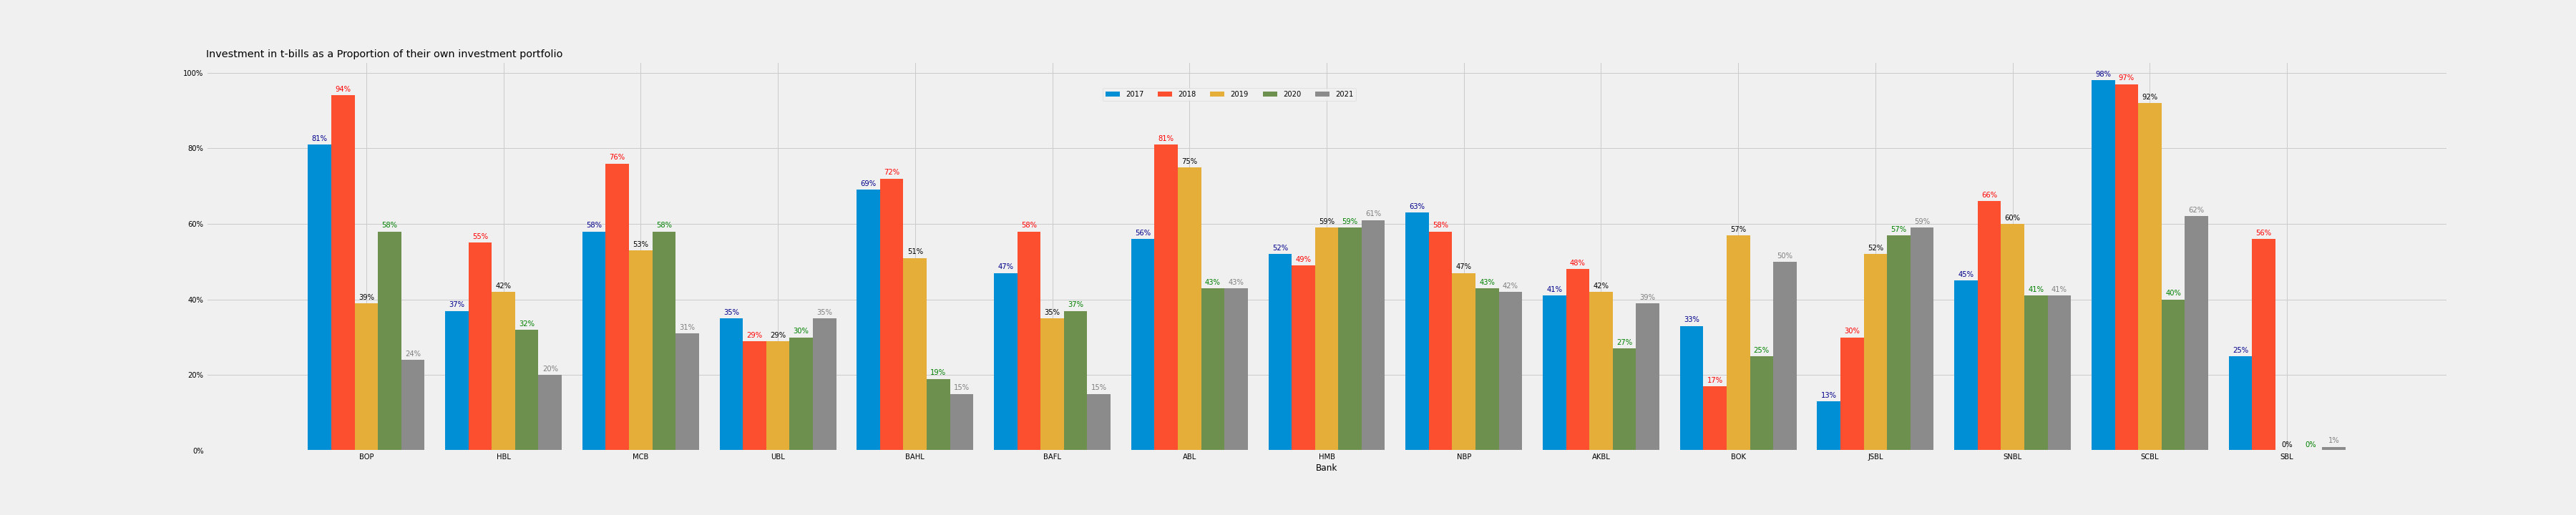 Investment in t-bills as a Proportion of their own investment portfolio
100%
80%
60%
40%
20%
0%
2017 2018 2019 2020 2021
81% 94% 39% 58% 24%
37% 55% 42% 32% 20%
58% 76% 53% 58% 31%
35% 29% 29% 30% 35%
69% 72% 51% 19% 15%
47% 58% 35% 37% 15%
56% 81% 75% 43% 43%
52% 49% 59% 59% 61%
63% 58% 47% 43% 42%
41% 48% 42% 27% 39%
33% 17% 57% 25% 50%
13% 30% 52% 57% 59%
45% 66% 60% 41% 41%
98% 97% 92% 40% 62%
25% 56% 0% 0% 1%
BOP HBL MCB UBL BAHL BAFL ABL HMB NBP AKBL BOK JSBL SNBL SCBL SBL
Bank